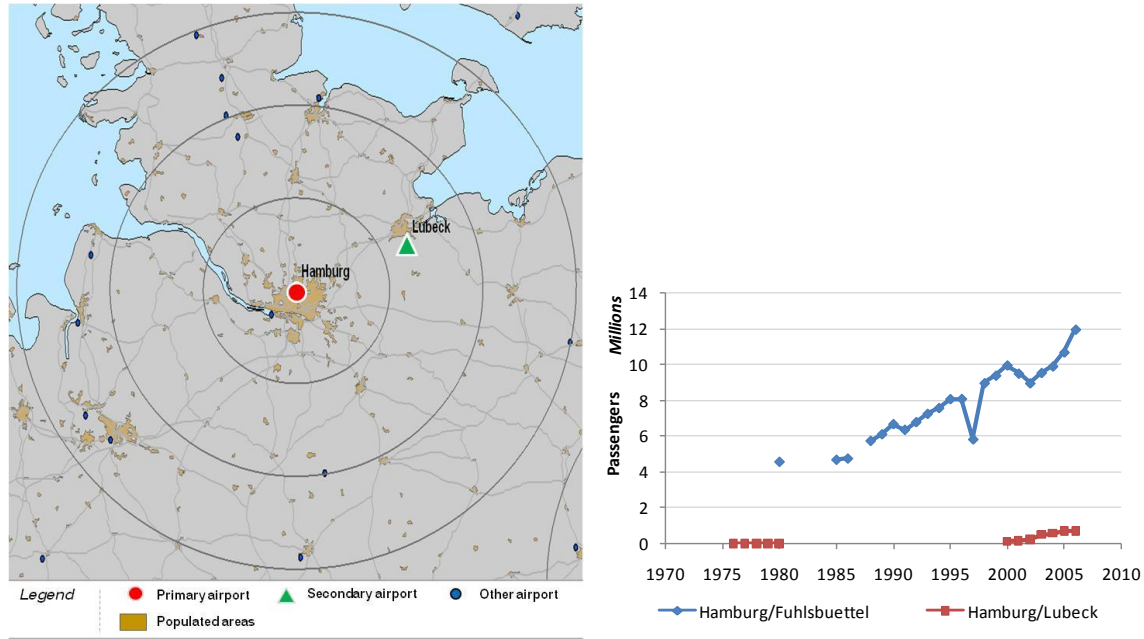 Lübeck
Hamburg
Legend
Primary airport
Secondary airport
Other airport
Populated areas
Passengers Millions
14
12
10
8
6
4
2
0
1970 1975 1980 1985 1990 1995 2000 2005 2010
Hamburg/Fuhlsbuettel
Hamburg/Lubeck